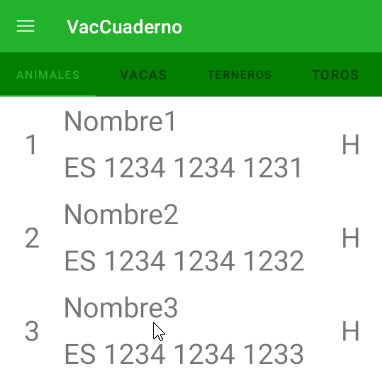 VacCuaderno
ANIMALES VACAS TERNEROS TOROS
Nombre1
1 H
ES 1234 1234 1231
Nombre2
2 H
ES 1234 1234 1232
Nombre3
3 H
ES 1234 1234 1233